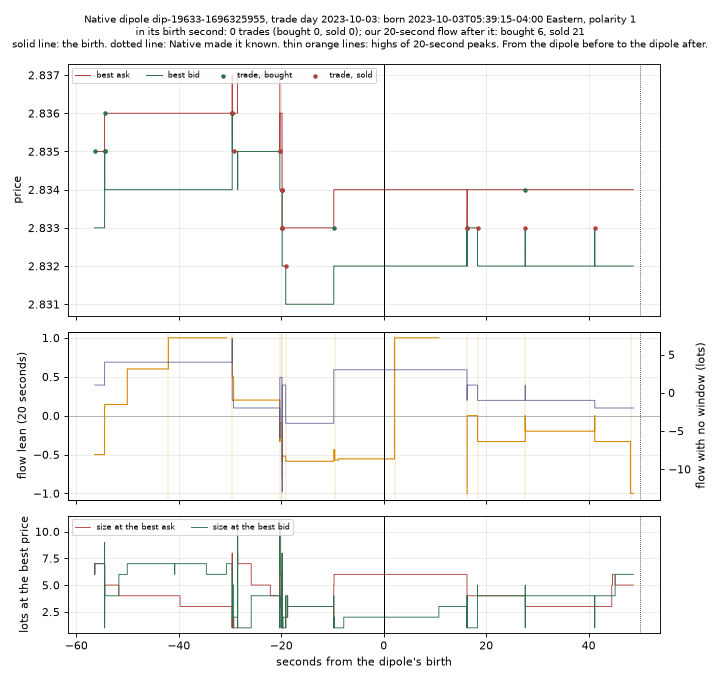 Native dipole dip-19633-1696325955, trade day 2023-10-03: born 2023-10-03T05:39:15-04:00 Eastern, polarity 1
in its birth second: 0 trades (bought 0, sold 0); our 20-second flow after it: bought 6, sold 21
solid line: the birth. dotted line: Native made it known. thin orange lines: highs of 20-second peaks. From the dipole before to the dipole after.
best ask
best bid
trade, bought
trade, sold
2.837
2.836
2.835
2.834
2.833
2.832
2.831
price
1.0
0.5
0.0
−0.5
−1.0
flow lean (20 seconds)
5
0
−5
−10
flow with no window (lots)
size at the best ask
size at the best bid
10.0
7.5
5.0
2.5
lots at the best price
−60
−40
−20
0
20
40
seconds from the dipole's birth